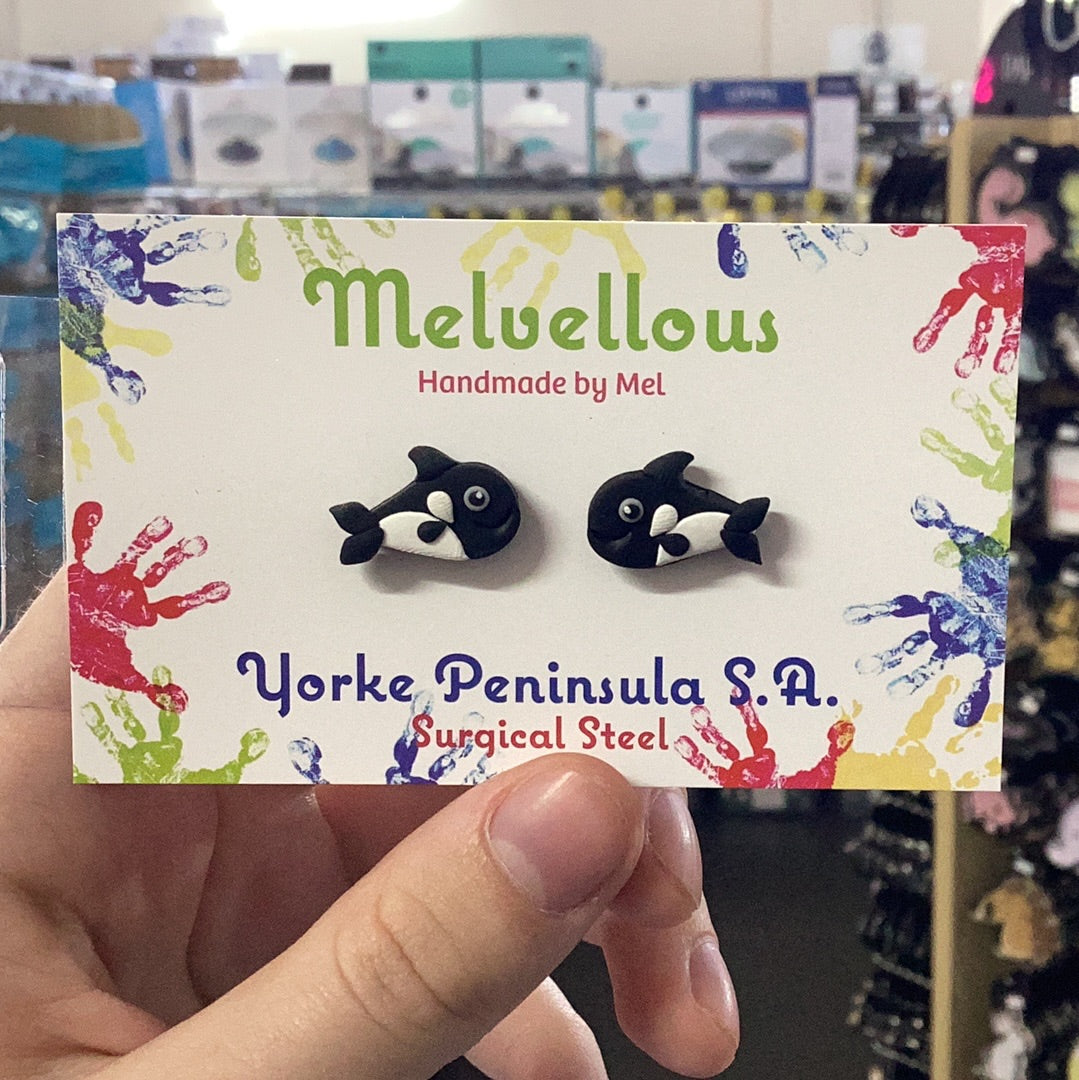 Melvellous
Handmade by Mel
Yorke Peninsula S.A.
Surgical Steel